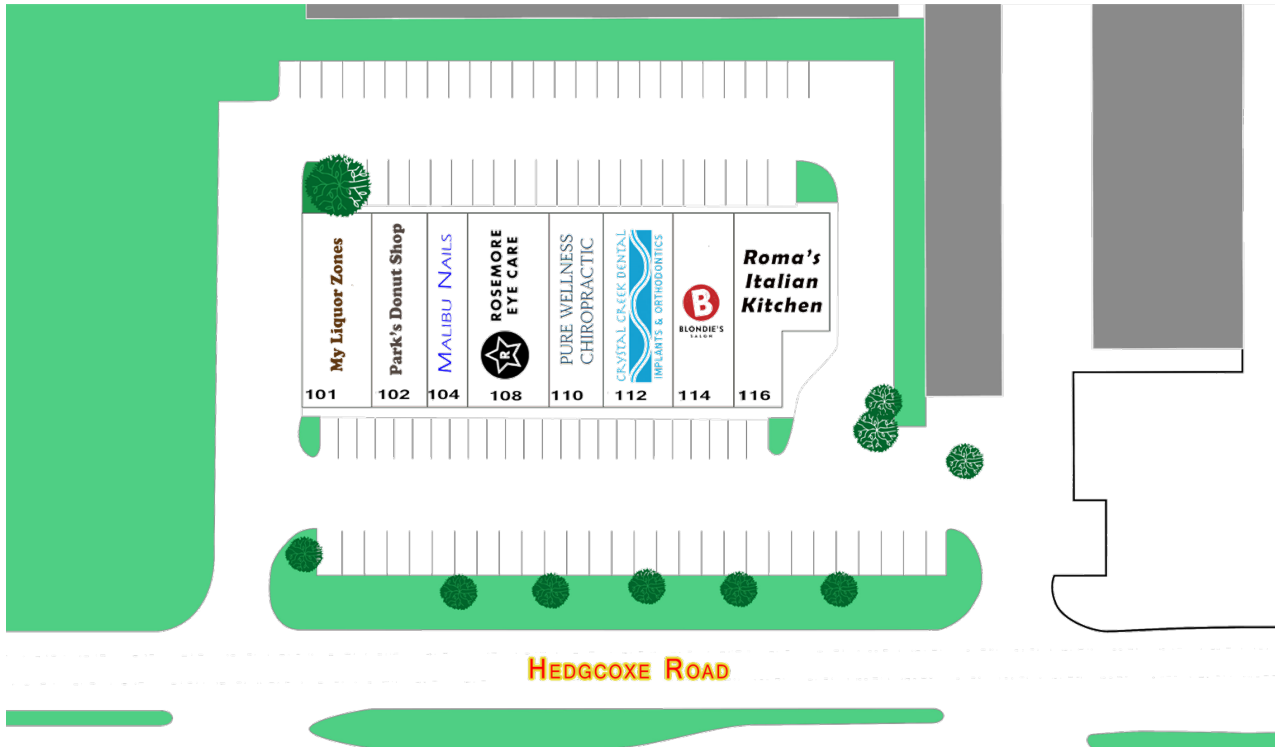 My Liquor Zones
101
Park's Donut Shop
102
MALIBU NAILS
104
ROSEMORE
EYE CARE
R
108
PURE WELLNESS
CHIROPRACTIC
110
CRYSTAL CREEK DENTAL
IMPLANTS & ORTHODONTICS
112
B
BLONDIE'S
SALON
114
Roma's
Italian
Kitchen
116
HEDGCOXE ROAD